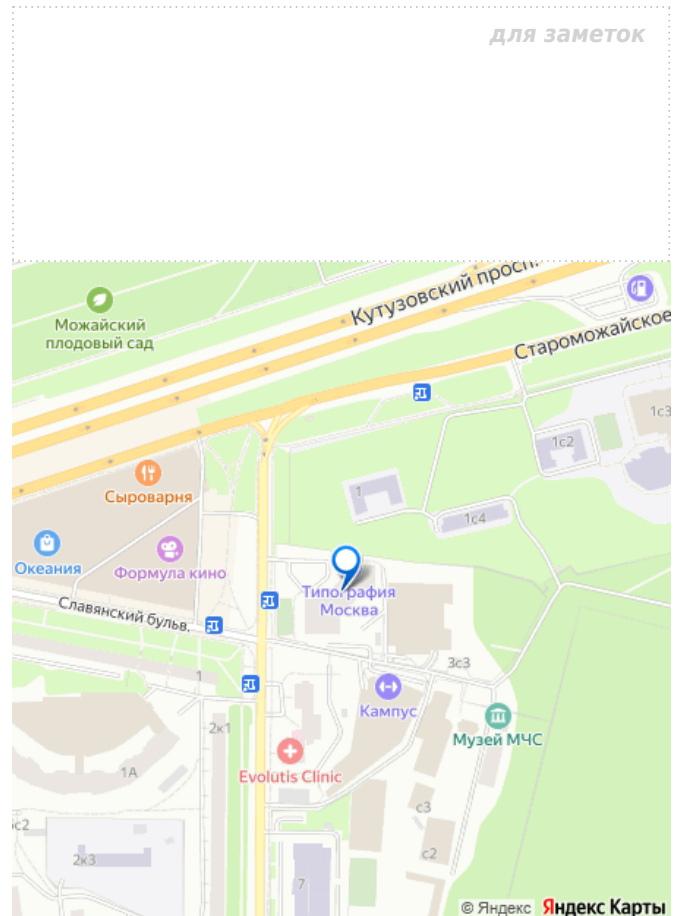 для заметок
Кутузовский просп.
Можайский
плодовый сад
Староможайское
1с3
1с2
Сыроварня
1
1с4
Океания
Формула кино
Типография
Москва
Славянский бульв.
3с3
1
Кампус
2к1
Музей МЧС
1А
Evolutis Clinic
с3
с2
2к3
с2
7
© Яндекс Яндекс Карты